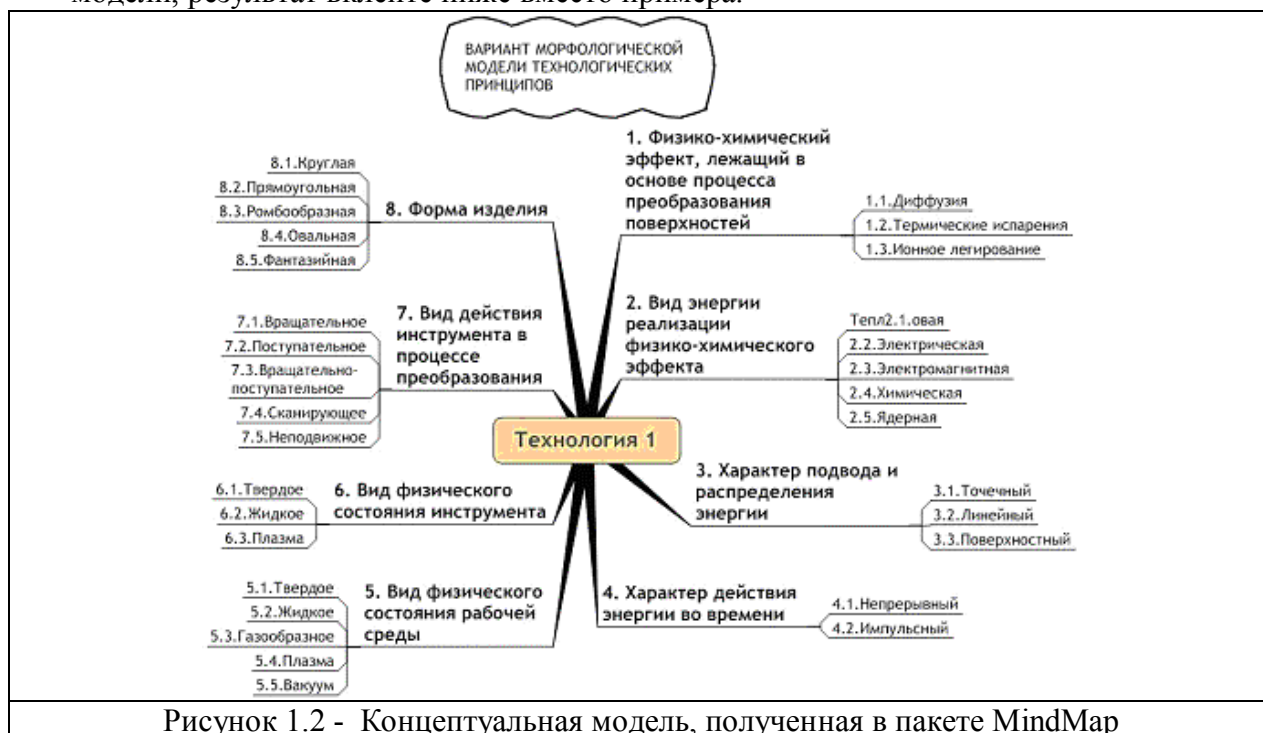 модели, результат вклейте ниже вместо примера.
ВАРИАНТ МОРФОЛОГИЧЕСКОЙ
МОДЕЛИ ТЕХНОЛОГИЧЕСКИХ
ПРИНЦИПОВ
1. Физико-химический
эффект, лежащий в
основе процесса
преобразования
поверхностей
1.1.Диффузия
1.2.Термические испарения
1.3.Ионное легирование
2. Вид энергии
реализации
физико-химического
эффекта
Тепл2.1.овая
2.2.Электрическая
2.3.Электромагнитная
2.4.Химическая
2.5.Ядерная
3. Характер подвода и
распределения
энергии
3.1.Точечный
3.2.Линейный
3.3.Поверхностный
4. Характер действия
энергии во времени
4.1.Непрерывный
4.2.Импульсный
5. Вид физического
состояния рабочей
среды
5.1.Твердое
5.2.Жидкое
5.3.Газообразное
5.4.Плазма
5.5.Вакуум
6. Вид физического
состояния инструмента
6.1.Твердое
6.2.Жидкое
6.3.Плазма
7. Вид действия
инструмента в
процессе
преобразования
7.1.Вращательное
7.2.Поступательное
7.3.Вращательно-
поступательное
7.4.Сканирующее
7.5.Неподвижное
8. Форма изделия
8.1.Круглая
8.2.Прямоугольная
8.3.Ромбообразная
8.4.Овальная
8.5.Фантазийная
Технология 1
Рисунок 1.2 - Концептуальная модель, полученная в пакете MindMap